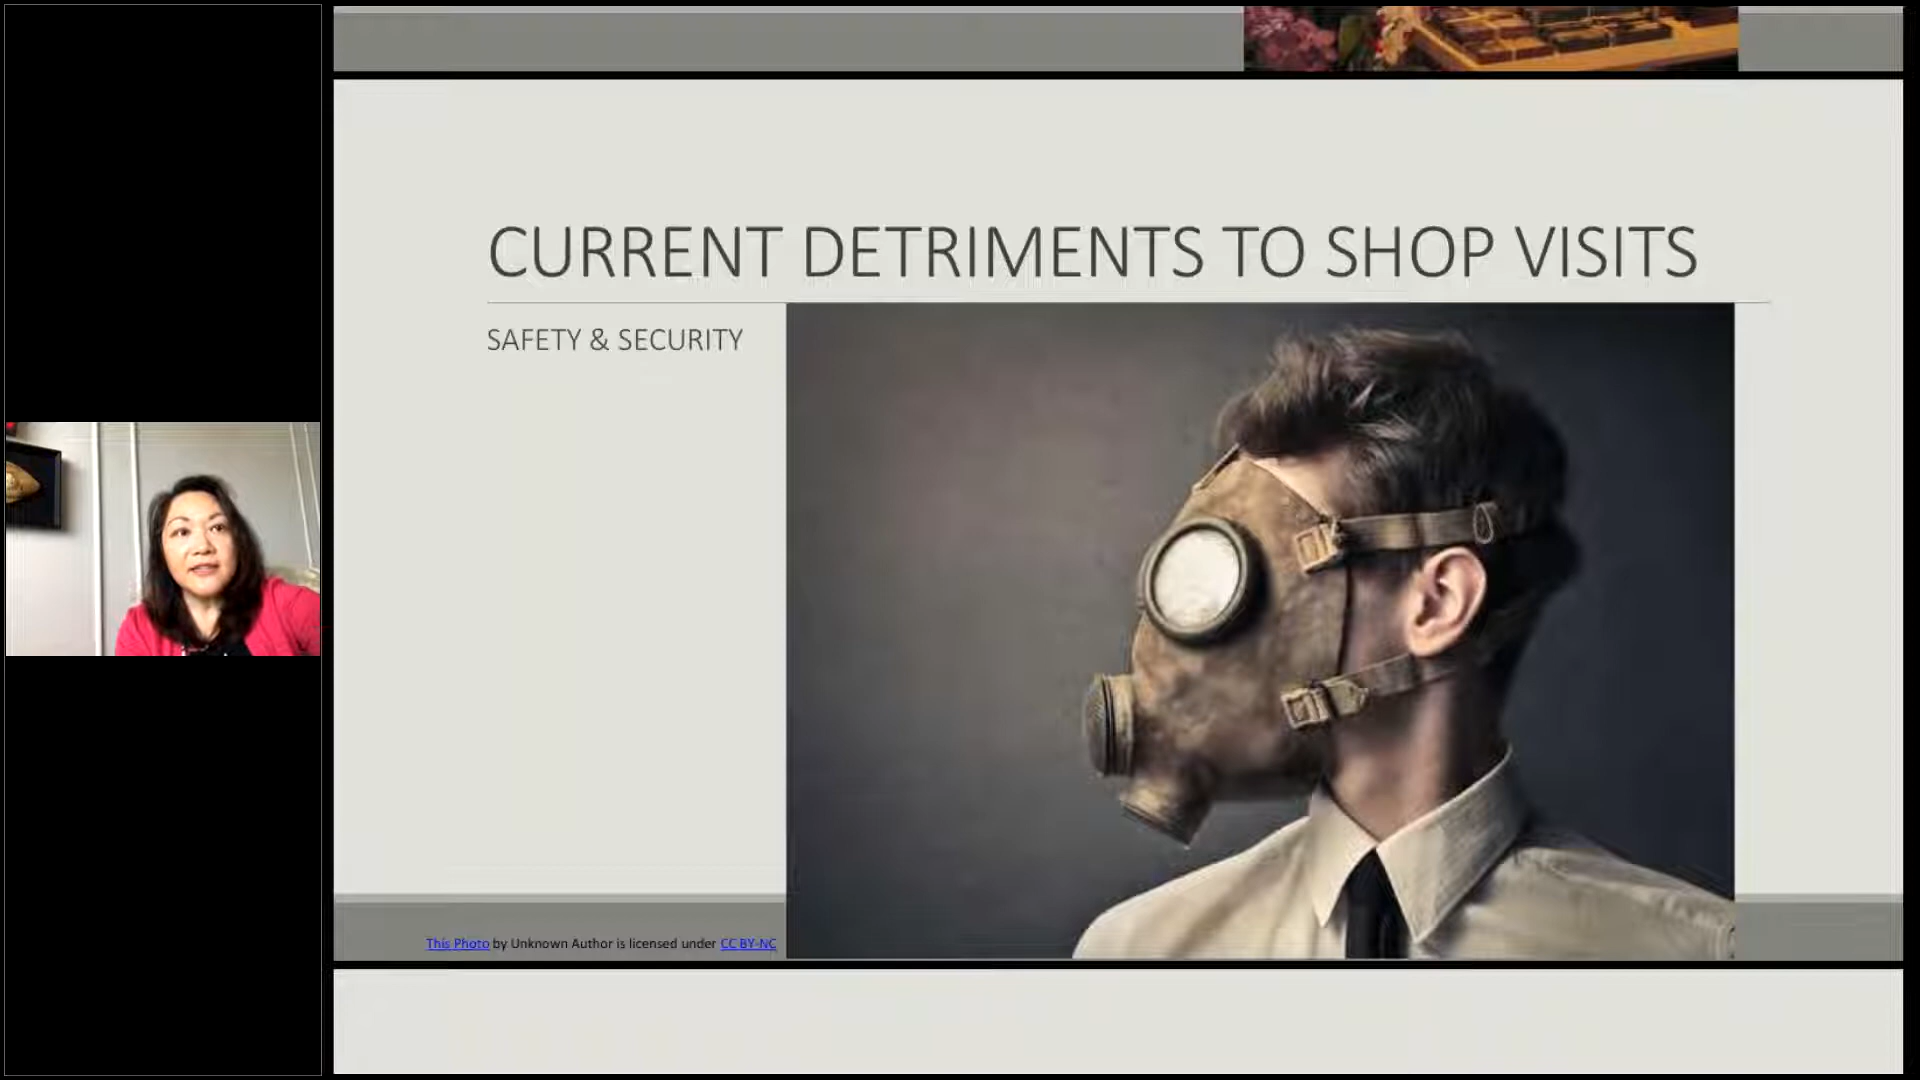 CURRENT DETRIMENTS TO SHOP VISITS
SAFETY & SECURITY
This Photo by Unknown Author is licensed under CC BY-NC